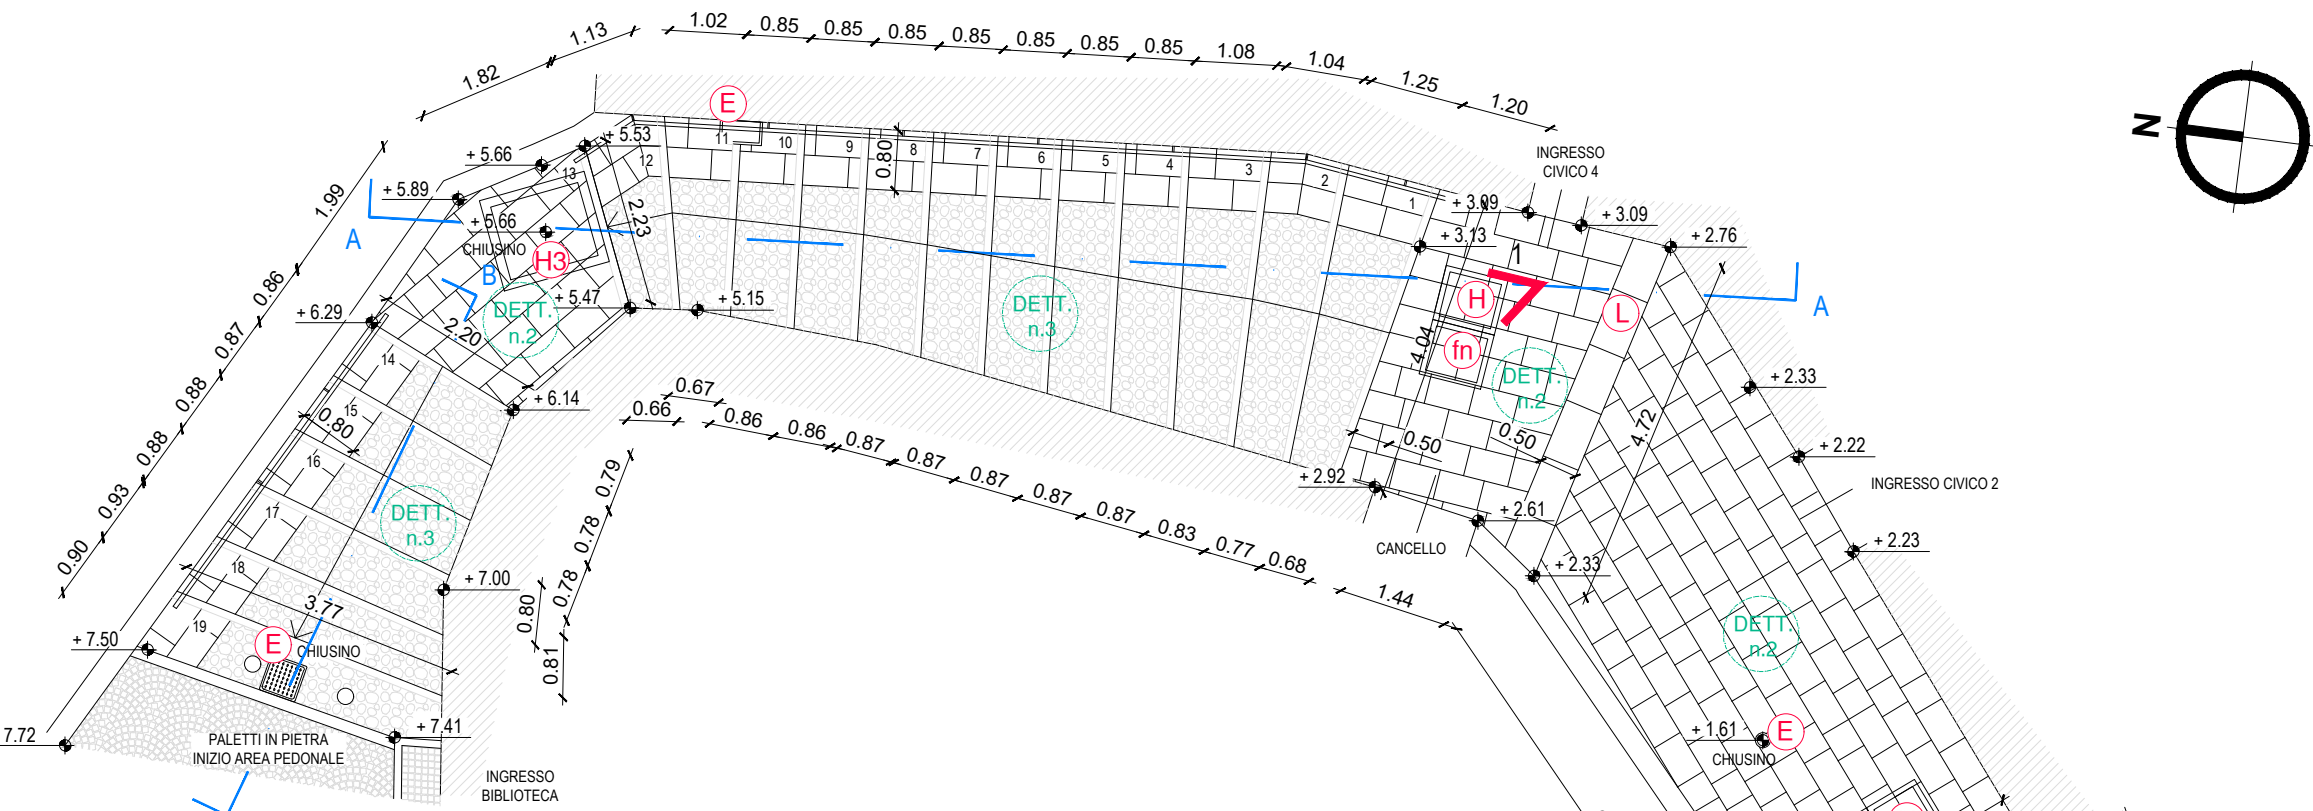 1.82
1.13
1.02
0.85
0.85
0.85
0.85
0.85
0.85
0.85
1.08
1.04
1.25
1.20
N
E
+ 5.53
+ 5.66
+ 5.89
+ 5.66
CHIUSINO
H3
A
B
DETT.
n.2
+ 5.47
2.23
2.20
+ 5.15
+ 6.29
+ 6.14
13
12
11
10
9
8
7
6
5
4
3
2
1
0.80
DETT.
n.3
INGRESSO
CIVICO 4
+ 3.09
+ 3.09
+ 3.13
+ 2.76
1
H
fn
L
A
4.04
DETT.
n.2
0.50
0.50
4.72
+ 2.33
+ 2.22
INGRESSO CIVICO 2
+ 2.23
+ 2.92
+ 2.61
+ 2.33
CANCELLO
1.99
0.86
0.87
0.88
0.88
0.93
0.90
14
15
0.80
16
17
18
19
DETT.
n.3
3.77
E
CHIUSINO
+ 7.00
+ 7.50
7.72
+ 7.41
PALETTI IN PIETRA
INIZIO AREA PEDONALE
INGRESSO
BIBLIOTECA
0.67
0.66
0.86
0.86
0.87
0.87
0.87
0.87
0.87
0.83
0.77
0.68
1.44
0.79
0.78
0.78
0.80
0.81
DETT.
n.2
+ 1.61
E
CHIUSINO